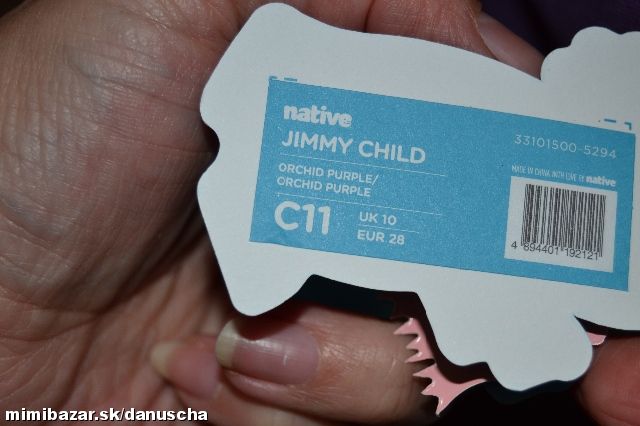 native
JIMMY CHILD
33101500-5294
ORCHID PURPLE/
ORCHID PURPLE
MADE IN CHINA WITH LOVE BY native
C11
UK 10
EUR 28
4 894401 192121
mimibazar.sk/danuscha